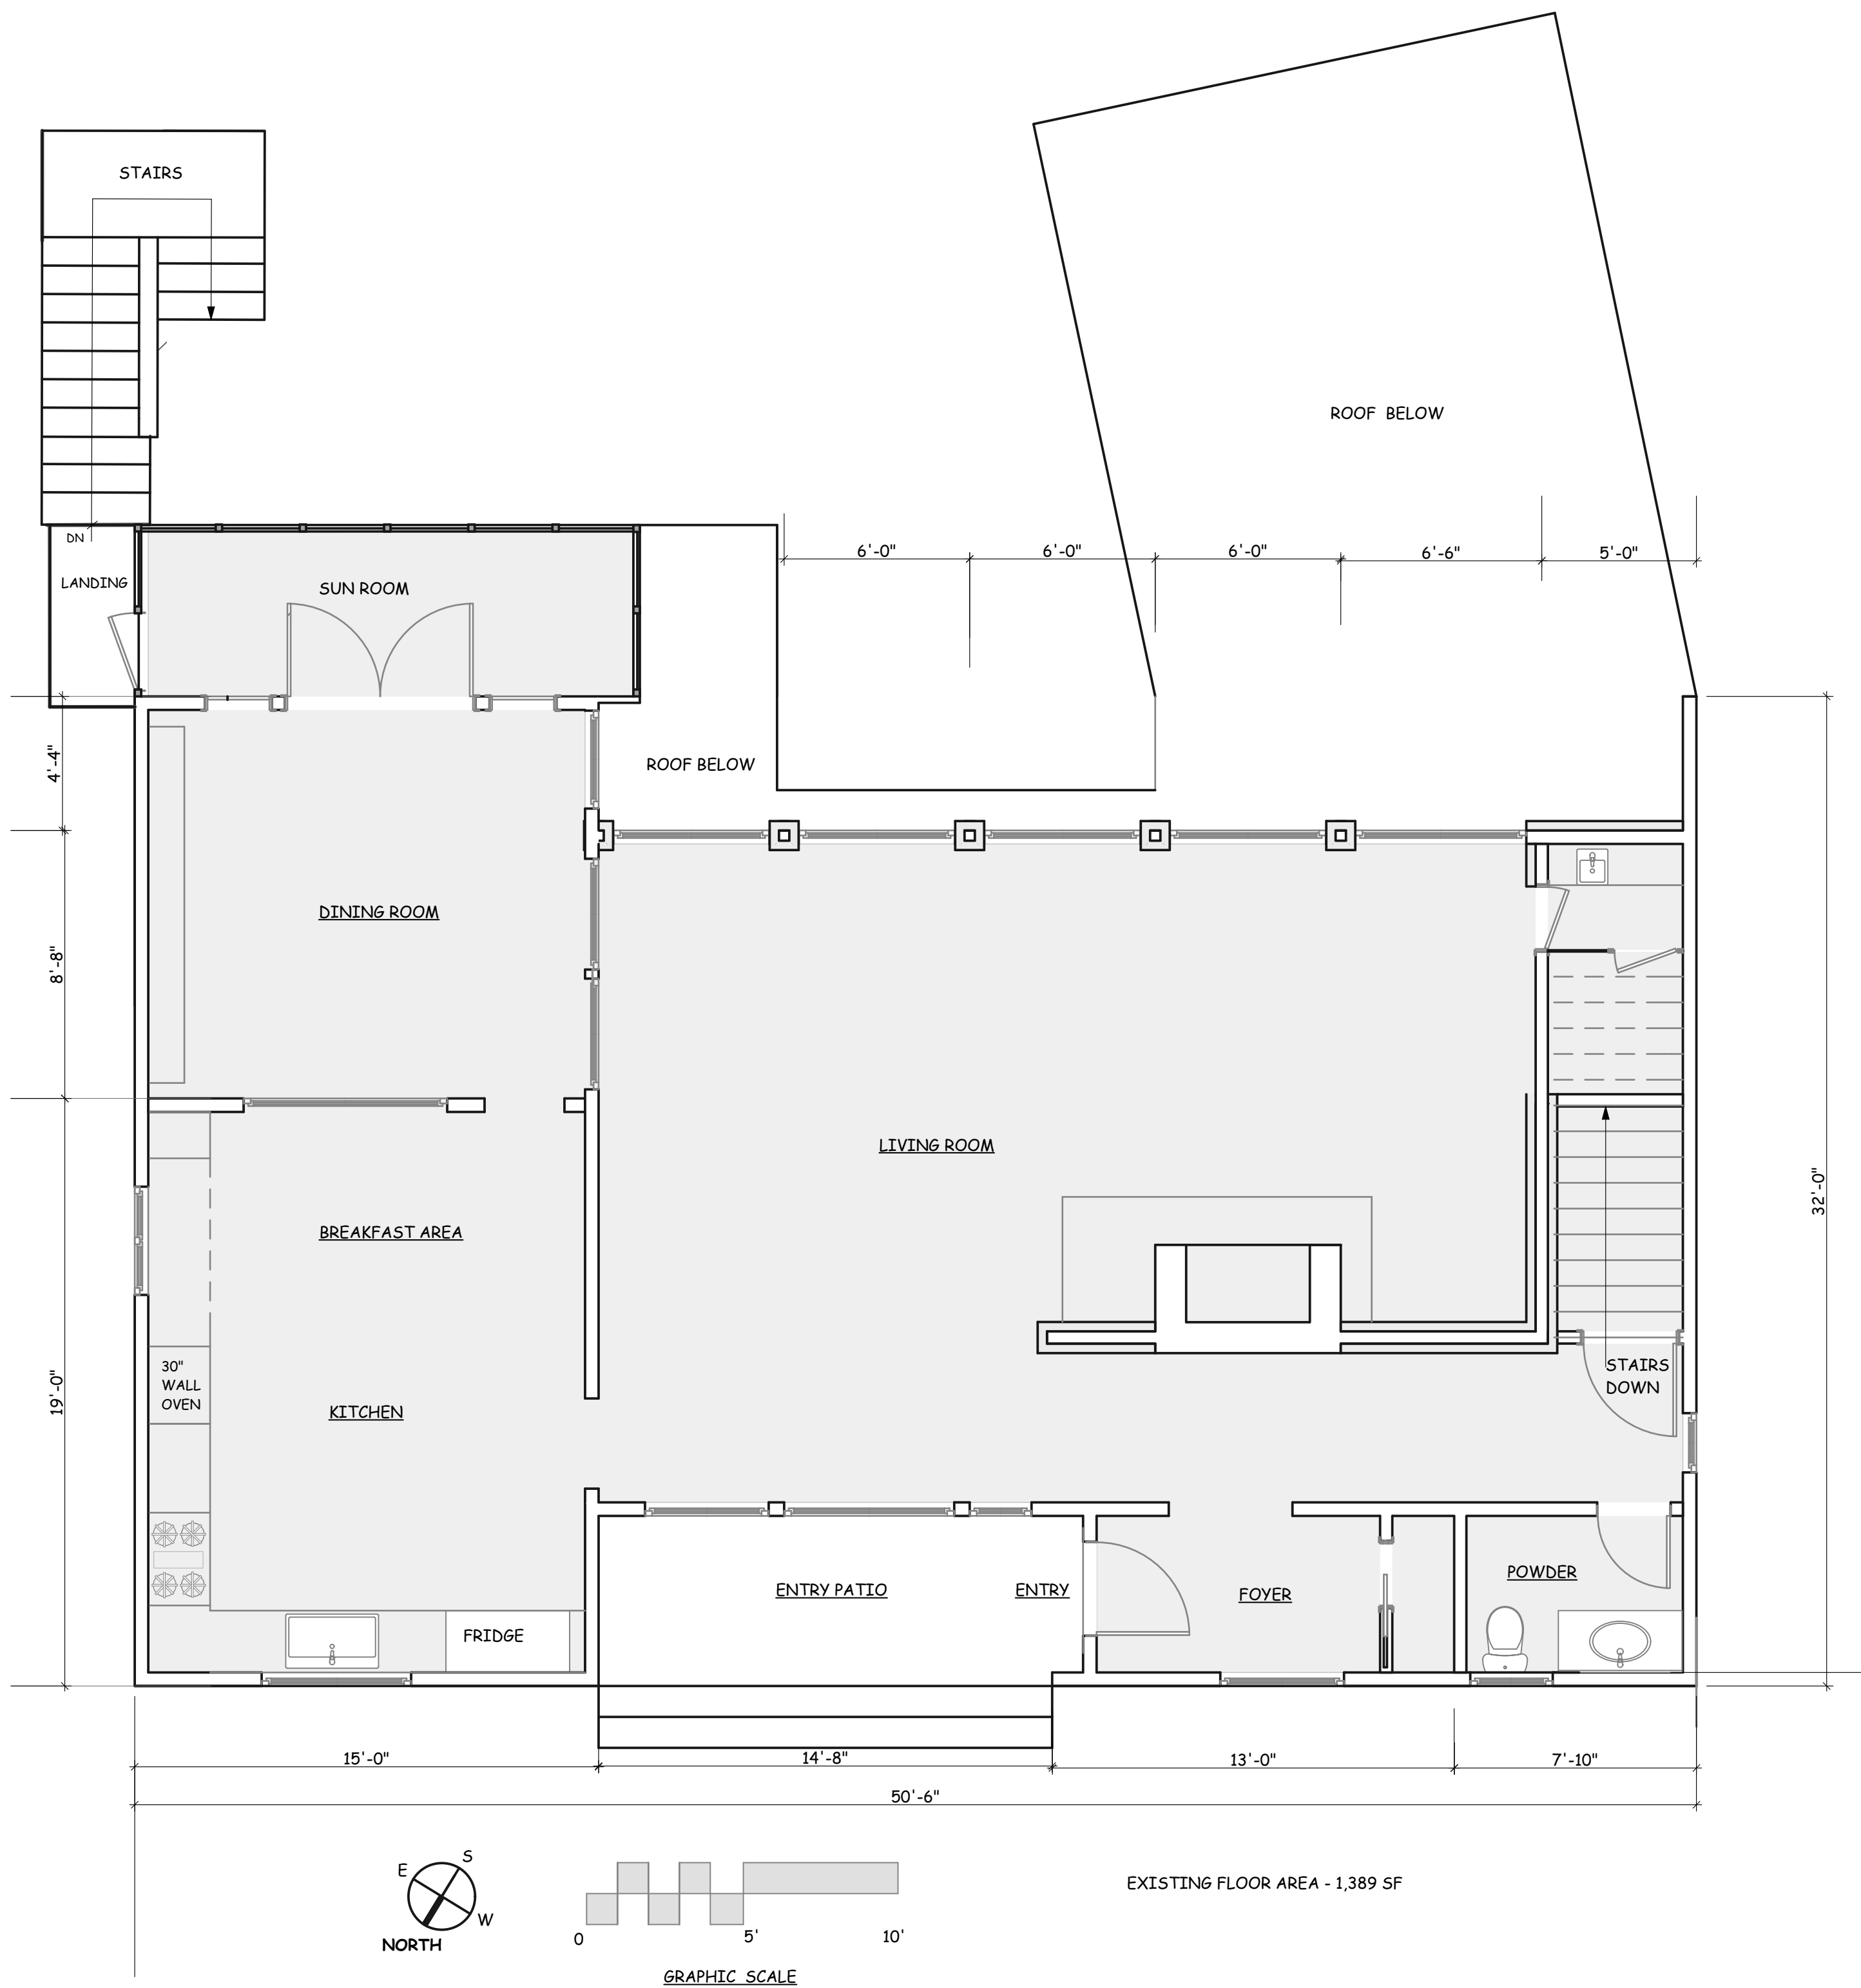 STAIRS
ROOF  BELOW
DN
6'-0"
6'-0"
6'-0"
6'-6"
5'-0"
LANDING
SUN ROOM
4'-4"
ROOF BELOW
DINING ROOM
8'-8"
LIVING ROOM
32'-0"
BREAKFAST AREA
30"
WALL
OVEN
STAIRS
DOWN
19'-0"
KITCHEN
ENTRY PATIO
ENTRY
FOYER
POWDER
FRIDGE
15'-0"
14'-8"
13'-0"
7'-10"
50'-6"
S
E
W
NORTH
0
5'
10'
GRAPHIC  SCALE
EXISTING FLOOR AREA - 1,389 SF